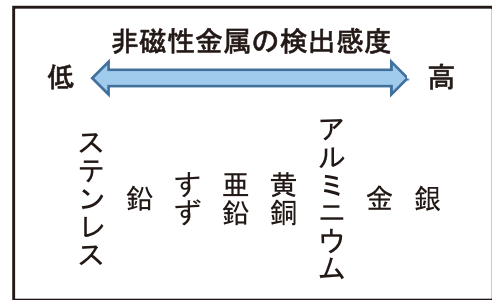 非磁性金属の検出感度
低
高
ステンレス
鉛
すず
亜鉛
黄銅
アルミニウム
金
銀